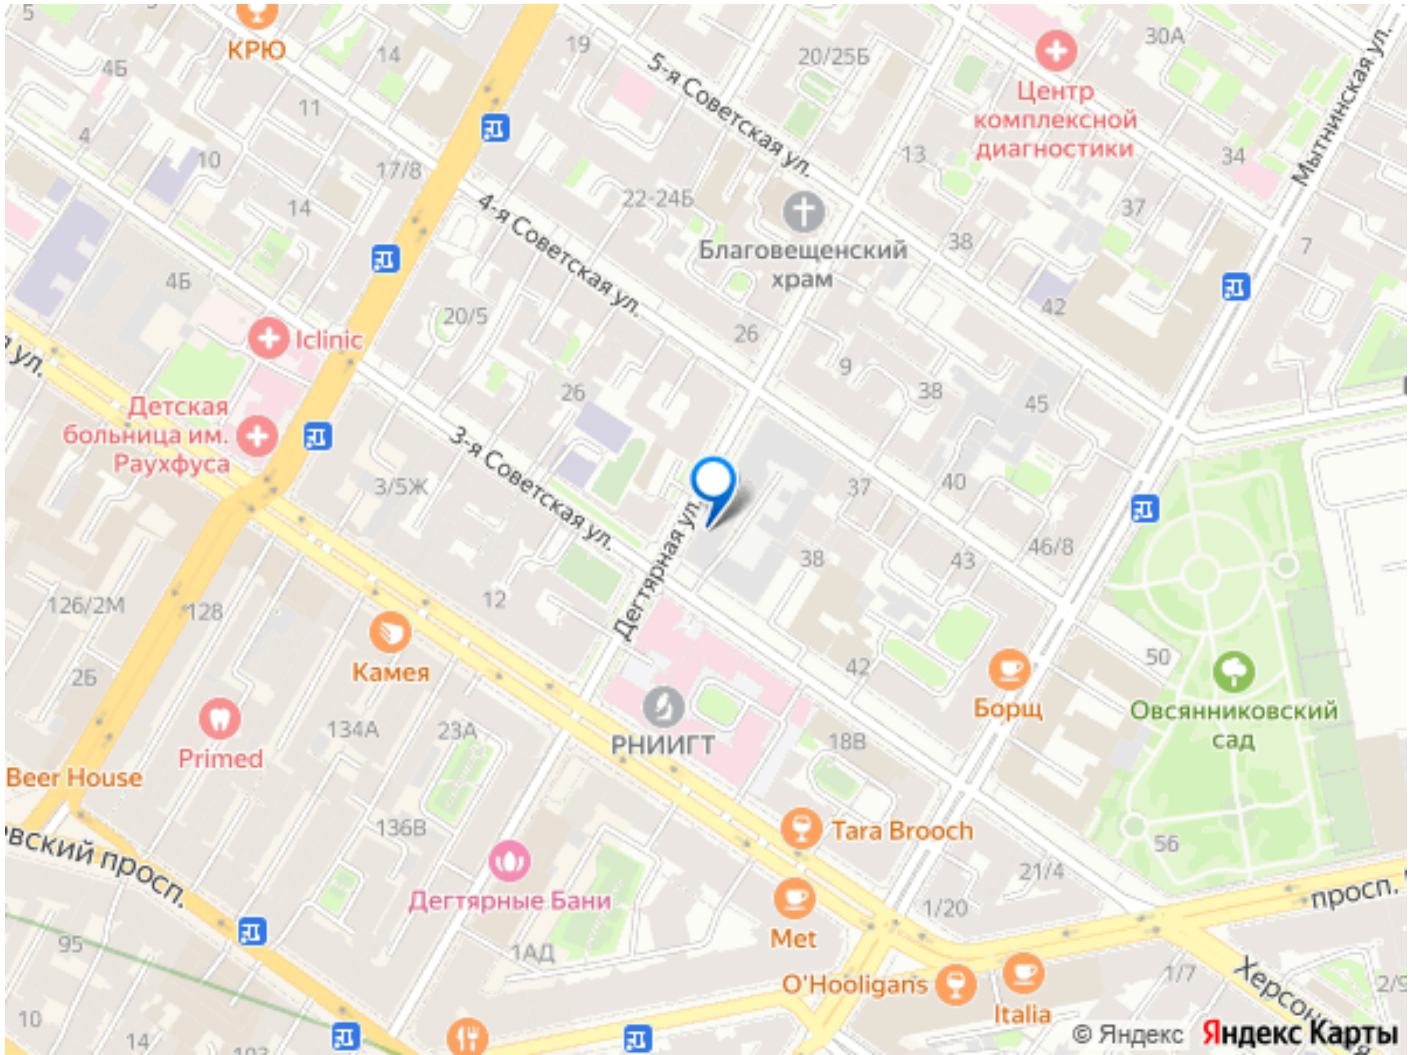 5
КРЮ
14
19
4Б
11
4
10
17/8
14
5-я Советская ул.
20/25Б
30А
Центр
комплексной
диагностики
13
34
Мытнинская ул.
22-24Б
4-я Советская ул.
Благовещенский
храм
38
37
7
4Б
Iclinic
20/5
26
42
9
38
45
я ул.
Детская
больница им.
Раухфуса
26
3-я Советская ул.
3/5Ж
37
40
Дегтярная ул.
38
43
46/8
12
126/2М
128
Камея
2Б
42
50
Борщ
Овсянниковский
сад
РНИИГТ
134А
23А
18В
Primed
Beer House
136В
Tara Brooch
56
вский просп.
Дегтярные Бани
21/4
просп.
Met
1/20
95
1АД
O'Hooligans
Italia
1/7
Херсон
2/9
10
14
103
© Яндекс
Яндекс Карты